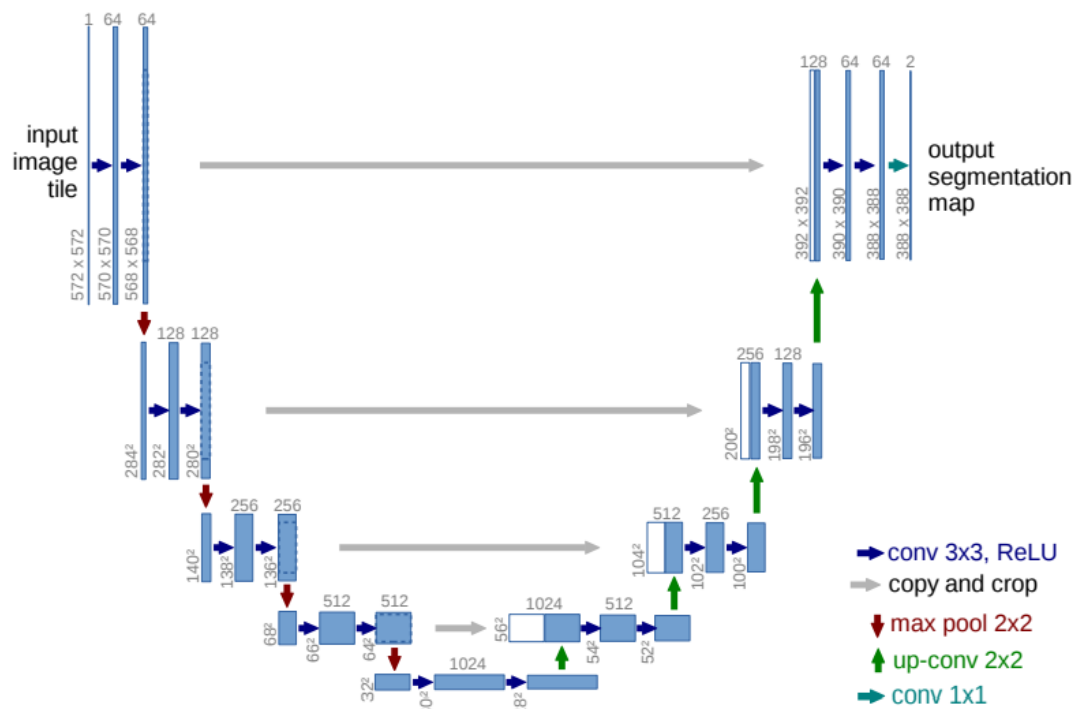 1 64 64
input
image
tile
572 x 572
570 x 570
568 x 568
128 64 64 2
392 x 392
390 x 390
388 x 388
388 x 388
output
segmentation
map
128 128
284²
282²
280²
256 128
200²
198²
196²
256 256
140²
138²
136²
512 256
104²
102²
100²
512 512
68²
66²
64²
1024 512
56²
54²
52²
1024
32²
conv 3x3, ReLU
copy and crop
max pool 2x2
up-conv 2x2
conv 1x1